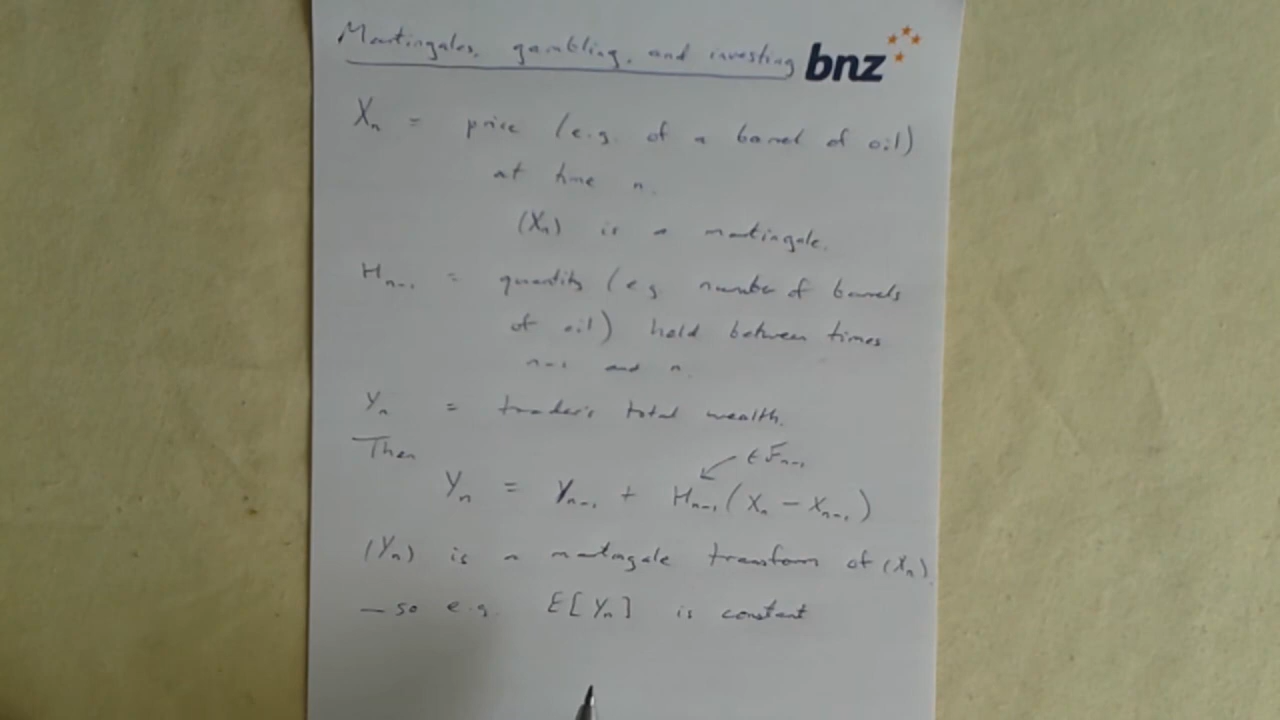 Martingales, gambling, and investing
bnz
Xₙ = price (e.g. of a barrel of oil)
at time n.
(Xₙ) is a martingale.
Hₙ₋₁ = quantity (e.g. number of barrels
of oil) held between times
n-1 and n.
Yₙ = trader's total wealth.
Then
∈ Fₙ₋₁
Yₙ = Yₙ₋₁ + Hₙ₋₁ (Xₙ - Xₙ₋₁)
(Yₙ) is a martingale transform of (Xₙ)
— so e.g. E[Yₙ] is constant